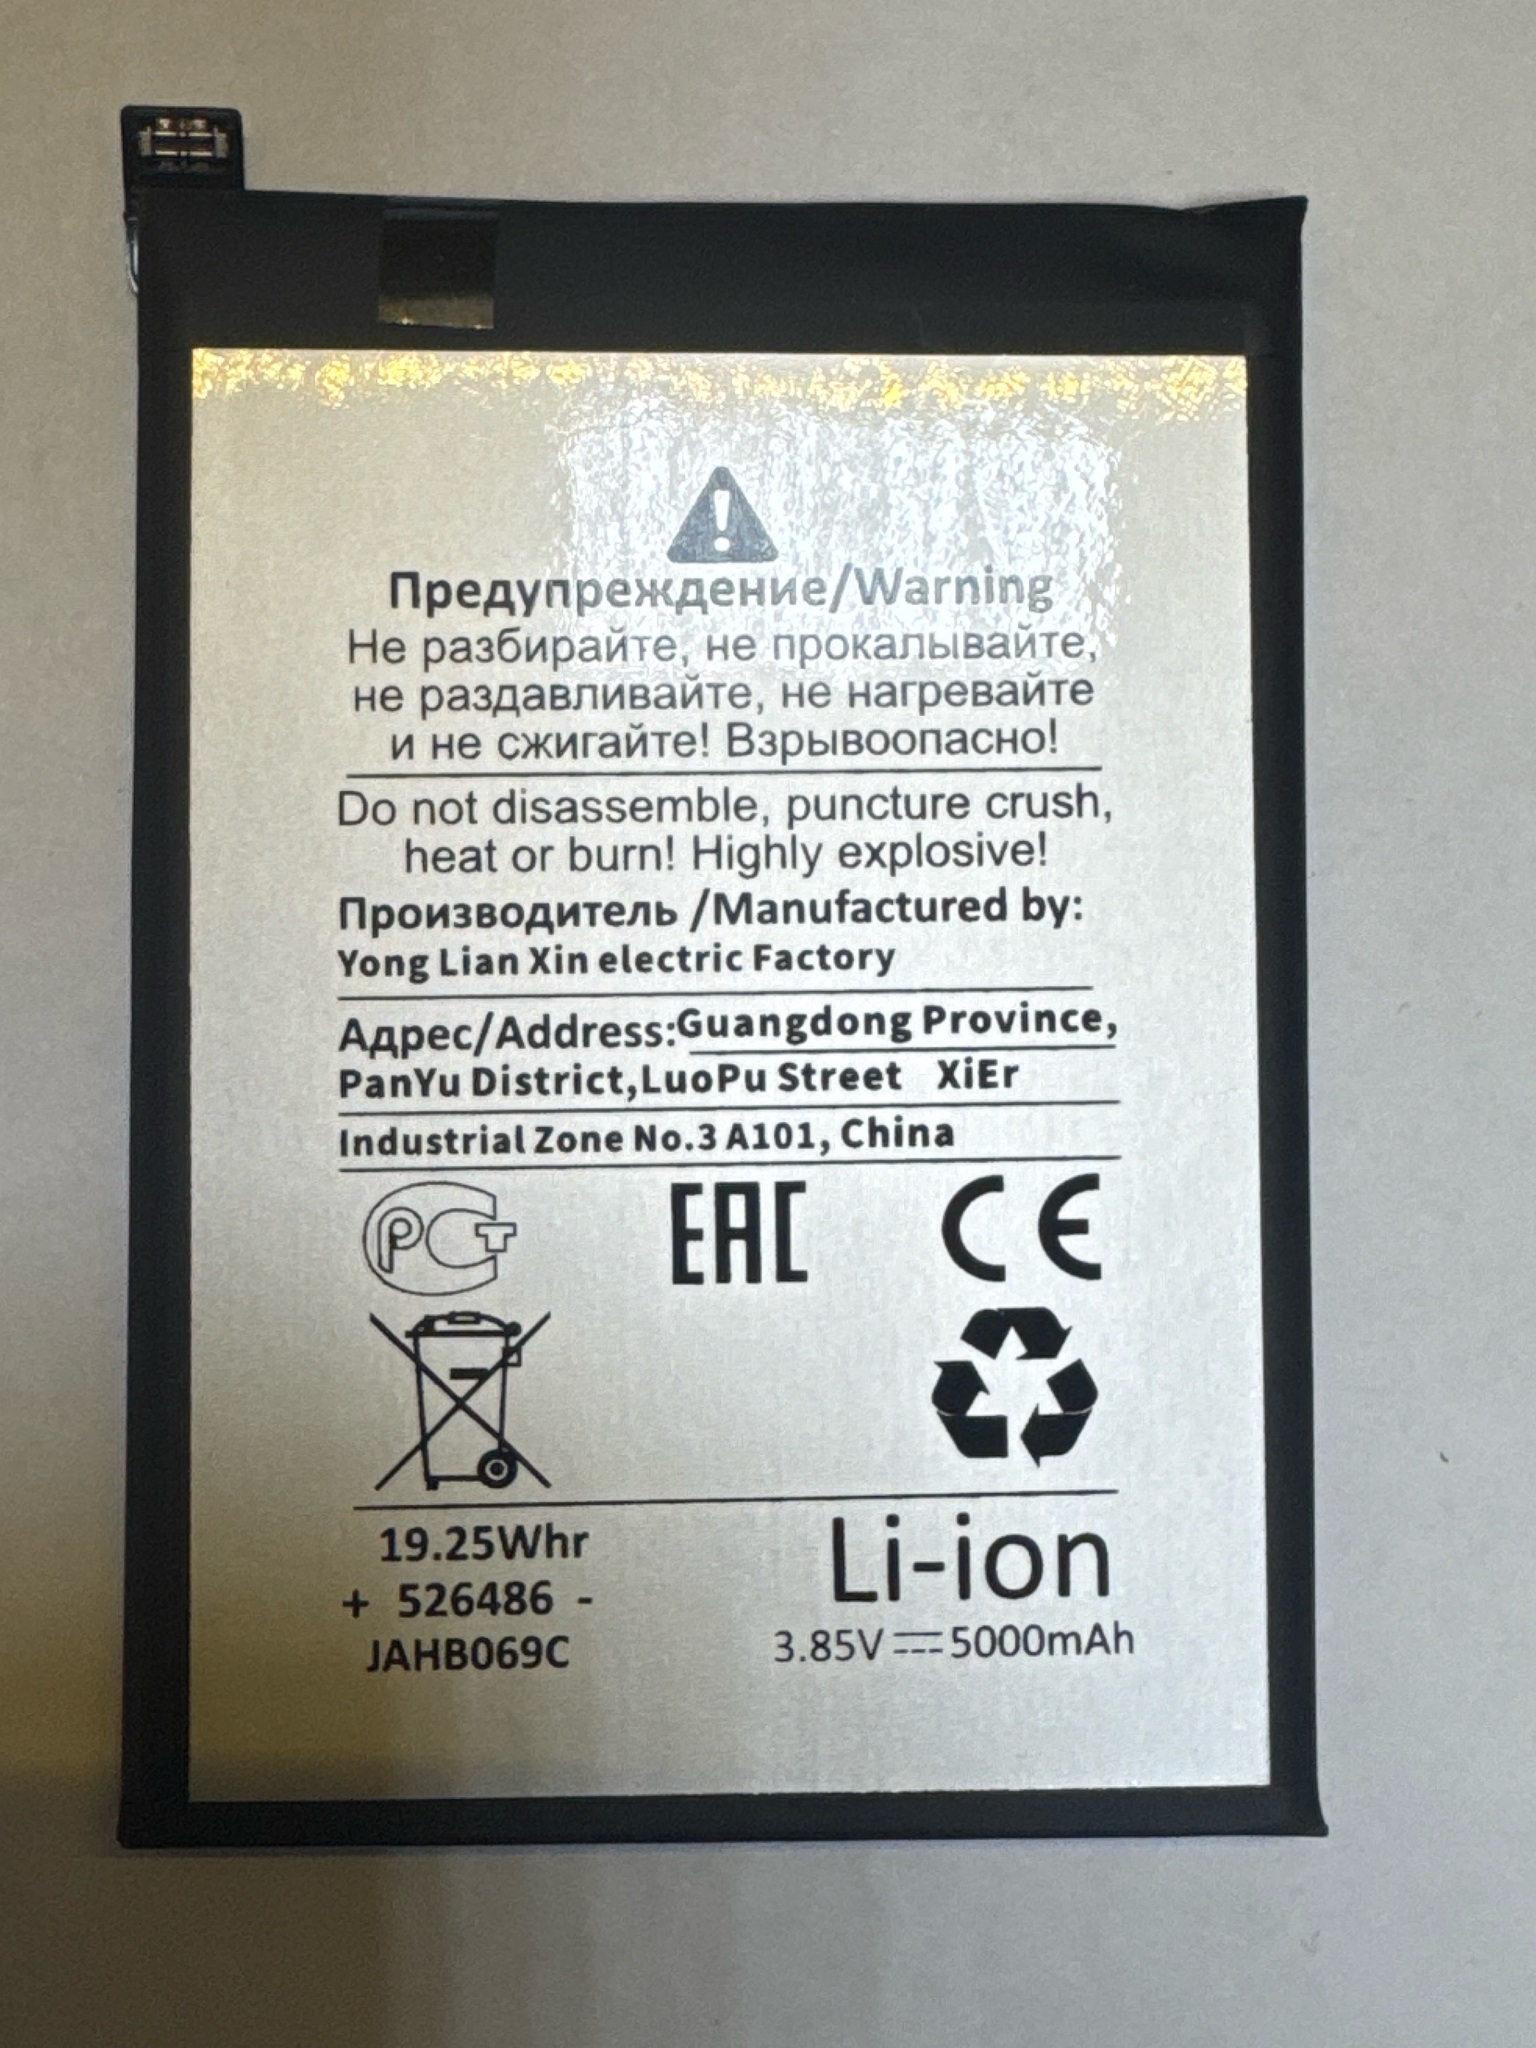 Предупреждение/Warning
Не разбирайте, не прокалывайте,
не раздавливайте, не нагревайте
и не сжигайте! Взрывоопасно!
Do not disassemble, puncture crush,
heat or burn! Highly explosive!
Производитель /Manufactured by:
Yong Lian Xin electric Factory
Адрес/Address:Guangdong Province,
PanYu District,LuoPu Street XiEr
Industrial Zone No.3 A101, China
РСТ EAC CE
19.25Whr
+ 526486 -
JAHB069C
Li-ion
3.85V⎓5000mAh